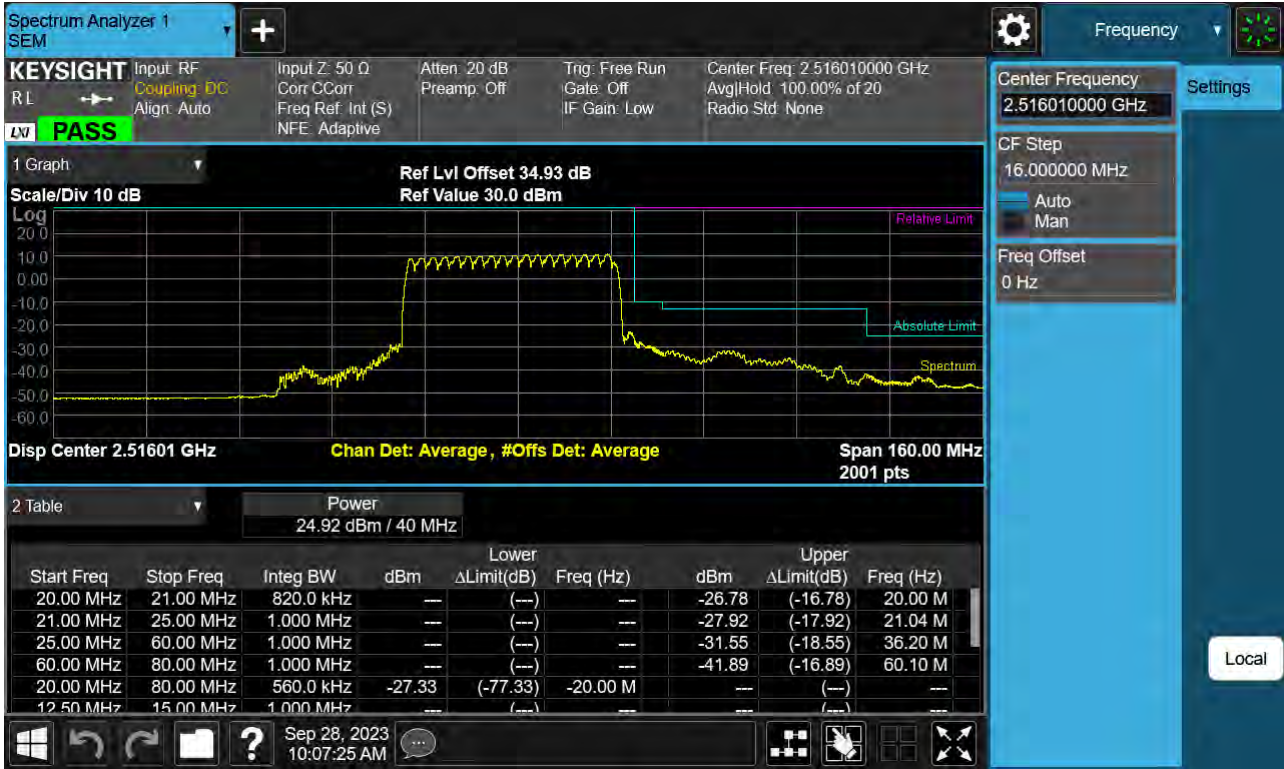 Spectrum Analyzer 1
SEM
+
Frequency
KEYSIGHT
RL
LXI
PASS
Input: RF
Coupling: DC
Align: Auto
Input Z: 50 Ω
Corr CCorr
Freq Ref: Int (S)
NFE: Adaptive
Atten: 20 dB
Preamp: Off
Trig: Free Run
Gate: Off
IF Gain: Low
Center Freq: 2.516010000 GHz
Avg|Hold: 100.00% of 20
Radio Std: None
Center Frequency
2.516010000 GHz
Settings
CF Step
16.000000 MHz
Auto
Man
Freq Offset
0 Hz
Local
1 Graph
Scale/Div 10 dB
Ref Lvl Offset 34.93 dB
Ref Value 30.0 dBm
Log
20.0
10.0
0.00
-10.0
-20.0
-30.0
-40.0
-50.0
-60.0
Relative Limit
Absolute Limit
Spectrum
Disp Center 2.51601 GHz Chan Det: Average , #Offs Det: Average Span 160.00 MHz
2001 pts
2 Table
Power
24.92 dBm / 40 MHz
Lower Upper
Start Freq Stop Freq Integ BW dBm ΔLimit(dB) Freq (Hz) dBm ΔLimit(dB) Freq (Hz)
20.00 MHz 21.00 MHz 820.0 kHz --- (---) --- -26.78 (-16.78) 20.00 M
21.00 MHz 25.00 MHz 1.000 MHz --- (---) --- -27.92 (-17.92) 21.04 M
25.00 MHz 60.00 MHz 1.000 MHz --- (---) --- -31.55 (-18.55) 36.20 M
60.00 MHz 80.00 MHz 1.000 MHz --- (---) --- -41.89 (-16.89) 60.10 M
20.00 MHz 80.00 MHz 560.0 kHz -27.33 (-77.33) -20.00 M --- (---) ---
12.50 MHz 15.00 MHz 1.000 MHz --- (---) --- --- (---) ---
?
Sep 28, 2023
10:07:25 AM